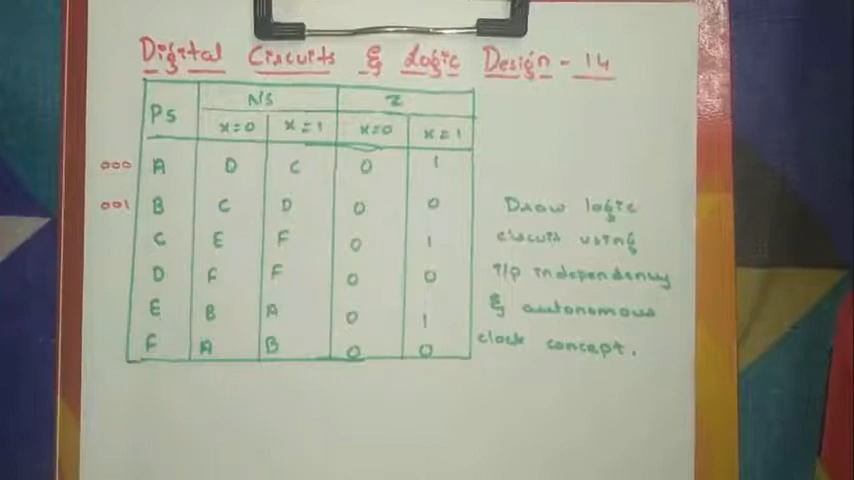 Digital Circuits & Logic Design - 14
PS NS Z
x=0 x=1 x=0 x=1
000 A D C 0 1
001 B C D 0 0
C E F 0 1
D F F 0 0
E B A 0 1
F A B 0 0
Draw logic
circuit using
i/p independency
& autonomous
clock concept.